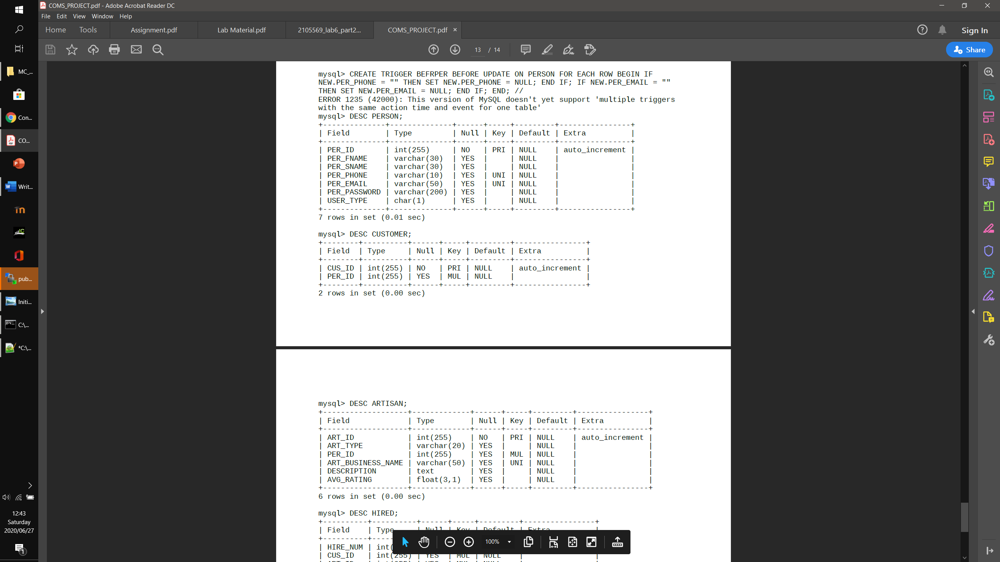 COMS_PROJECT.pdf - Adobe Acrobat Reader DC
File Edit View Window Help
Home Tools Assignment.pdf Lab Material.pdf 2105569_lab6_part2... COMS_PROJECT.pdf × Sign In
13 / 14 Share
mysql> CREATE TRIGGER BEFRPER BEFORE UPDATE ON PERSON FOR EACH ROW BEGIN IF
NEW.PER_PHONE = "" THEN SET NEW.PER_PHONE = NULL; END IF; IF NEW.PER_EMAIL = ""
THEN SET NEW.PER_EMAIL = NULL; END IF; END; //
ERROR 1235 (42000): This version of MySQL doesn't yet support 'multiple triggers
with the same action time and event for one table'
mysql> DESC PERSON;
+--------------+--------------+------+-----+---------+----------------+
| Field        | Type         | Null | Key | Default | Extra          |
+--------------+--------------+------+-----+---------+----------------+
| PER_ID       | int(255)     | NO   | PRI | NULL    | auto_increment |
| PER_FNAME    | varchar(30)  | YES  |     | NULL    |                |
| PER_SNAME    | varchar(30)  | YES  |     | NULL    |                |
| PER_PHONE    | varchar(10)  | YES  | UNI | NULL    |                |
| PER_EMAIL    | varchar(50)  | YES  | UNI | NULL    |                |
| PER_PASSWORD | varchar(200) | YES  |     | NULL    |                |
| USER_TYPE    | char(1)      | YES  |     | NULL    |                |
+--------------+--------------+------+-----+---------+----------------+
7 rows in set (0.01 sec)
mysql> DESC CUSTOMER;
+--------+----------+------+-----+---------+----------------+
| Field  | Type     | Null | Key | Default | Extra          |
+--------+----------+------+-----+---------+----------------+
| CUS_ID | int(255) | NO   | PRI | NULL    | auto_increment |
| PER_ID | int(255) | YES  | MUL | NULL    |                |
+--------+----------+------+-----+---------+----------------+
2 rows in set (0.00 sec)
mysql> DESC ARTISAN;
+-------------------+-------------+------+-----+---------+----------------+
| Field             | Type        | Null | Key | Default | Extra          |
+-------------------+-------------+------+-----+---------+----------------+
| ART_ID            | int(255)    | NO   | PRI | NULL    | auto_increment |
| ART_TYPE          | varchar(20) | YES  |     | NULL    |                |
| PER_ID            | int(255)    | YES  | MUL | NULL    |                |
| ART_BUSINESS_NAME | varchar(50) | YES  | UNI | NULL    |                |
| DESCRIPTION       | text        | YES  |     | NULL    |                |
| AVG_RATING        | float(3,1)  | YES  |     | NULL    |                |
+-------------------+-------------+------+-----+---------+----------------+
6 rows in set (0.00 sec)
mysql> DESC HIRED;
+----------+----------+------+-----+---------+----------------+
| Field    | Type | Null | Key | Default | Extra |
| HIRE_NUM | int(
| CUS_ID   | int(255) | YES  | MUL | NULL    |                |
100%
MC_...
Con...
CO...
Writ...
pub...
Initi...
C:\...
*C:\...
12:43
Saturday
2020/06/27
1